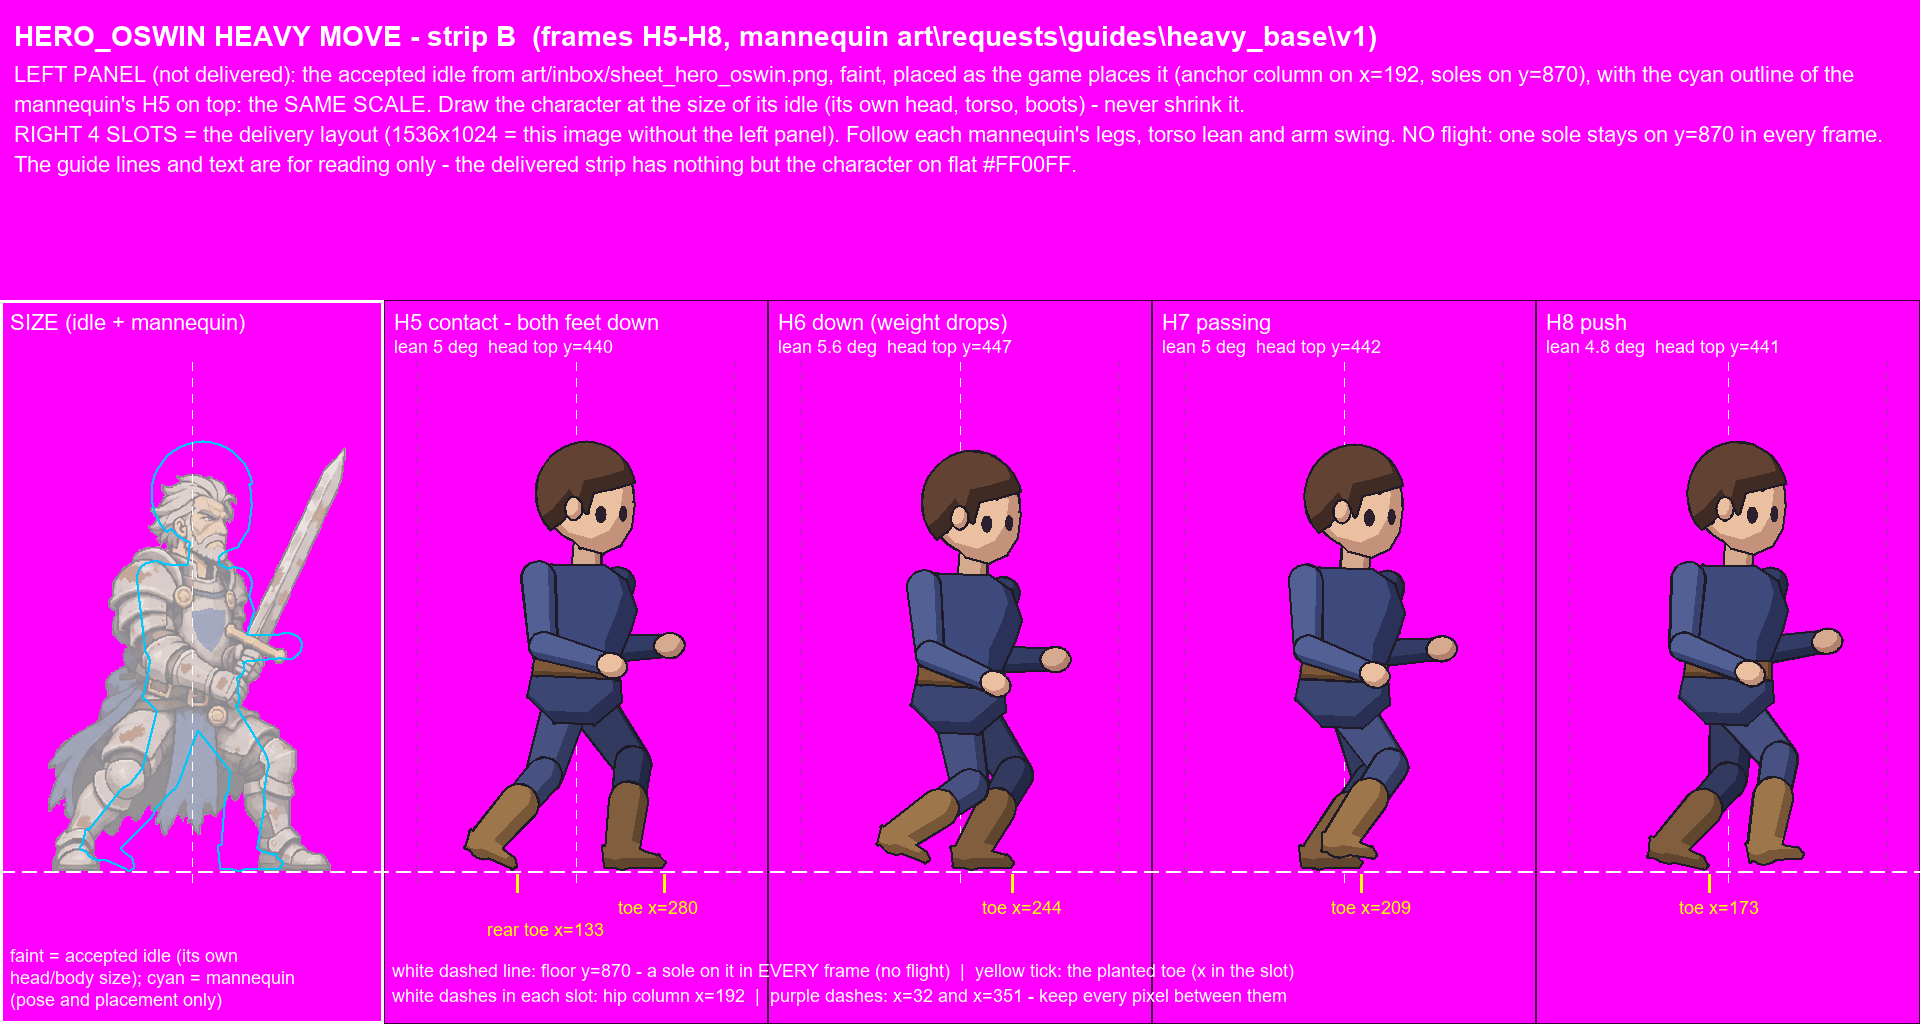 HERO_OSWIN HEAVY MOVE - strip B  (frames H5-H8, mannequin art\requests\guides\heavy_base\v1)
LEFT PANEL (not delivered): the accepted idle from art/inbox/sheet_hero_oswin.png, faint, placed as the game places it (anchor column on x=192, soles on y=870), with the cyan outline of the
mannequin's H5 on top: the SAME SCALE. Draw the character at the size of its idle (its own head, torso, boots) - never shrink it.
RIGHT 4 SLOTS = the delivery layout (1536x1024 = this image without the left panel). Follow each mannequin's legs, torso lean and arm swing. NO flight: one sole stays on y=870 in every frame.
The guide lines and text are for reading only - the delivered strip has nothing but the character on flat #FF00FF.
SIZE (idle + mannequin)
H5 contact - both feet down
lean 5 deg  head top y=440
H6 down (weight drops)
lean 5.6 deg  head top y=447
H7 passing
lean 5 deg  head top y=442
H8 push
lean 4.8 deg  head top y=441
toe x=280
rear toe x=133
toe x=244
toe x=209
toe x=173
faint = accepted idle (its own
head/body size); cyan = mannequin
(pose and placement only)
white dashed line: floor y=870 - a sole on it in EVERY frame (no flight)  |  yellow tick: the planted toe (x in the slot)
white dashes in each slot: hip column x=192  |  purple dashes: x=32 and x=351 - keep every pixel between them